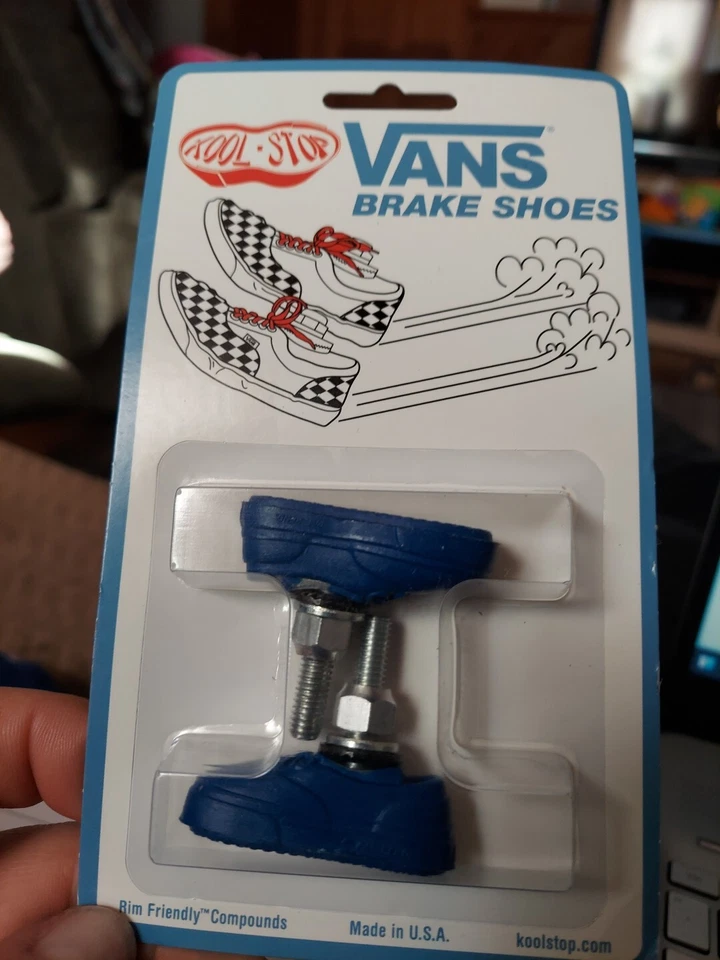 KOOL·STOP
VANS®
BRAKE SHOES
Rim Friendly™ Compounds
Made in U.S.A.
koolstop.com